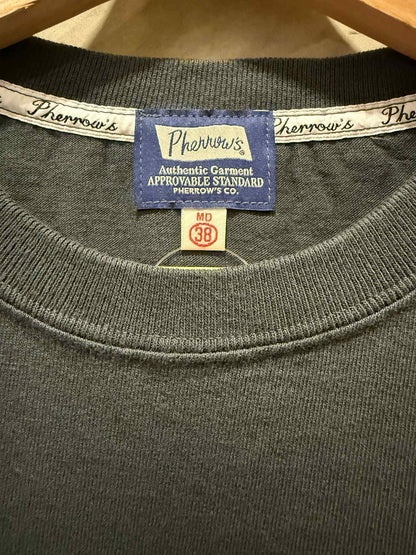 Pherrow's
Pherrow's
Pherrow's
Authentic Garment
APPROVABLE STANDARD
PHERROW'S CO.
MD
38